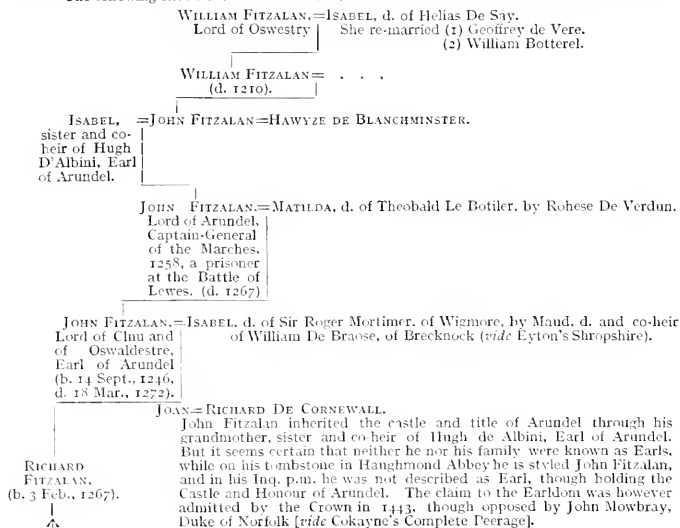 WILLIAM FITZALAN,=ISABEL, d. of Helias De Say.
Lord of Oswestry She re-married (1) Geoffrey de Vere.
(2) William Botterel.
WILLIAM FITZALAN= . . .
(d. 1210).
ISABEL, =JOHN FITZALAN=HAWYZE DE BLANCHMINSTER.
sister and co-
heir of Hugh
D'Albini, Earl
of Arundel.
JOHN FITZALAN.=MATILDA, d. of Theobald Le Botiler, by Rohese De Verdun.
Lord of Arundel,
Captain-General
of the Marches,
1258, a prisoner
at the Battle of
Lewes, (d. 1267)
JOHN FITZALAN,=ISABEL, d. of Sir Roger Mortimer, of Wigmore, by Maud, d. and co-heir
Lord of Clnu and of William De Braose, of Brecknock (vide Eyton's Shropshire).
of Oswaldestre,
Earl of Arundel
(b. 14 Sept., 1246,
d. 18 Mar., 1272).
JOAN=RICHARD DE CORNEWALL.
John Fitzalan inherited the castle and title of Arundel through his
grandmother, sister and co-heir of Hugh de Albini, Earl of Arundel.
But it seems certain that neither he nor his family were known as Earls,
while on his tombstone in Haughmond Abbey he is styled John Fitzalan,
and in his Inq. p.m. he was not described as Earl, though holding the
Castle and Honour of Arundel. The claim to the Earldom was however
admitted by the Crown in 1443, though opposed by John Mowbray,
Duke of Norfolk [vide Cokayne's Complete Peerage].
RICHARD
FITZALAN,
(b. 3 Feb., 1267).